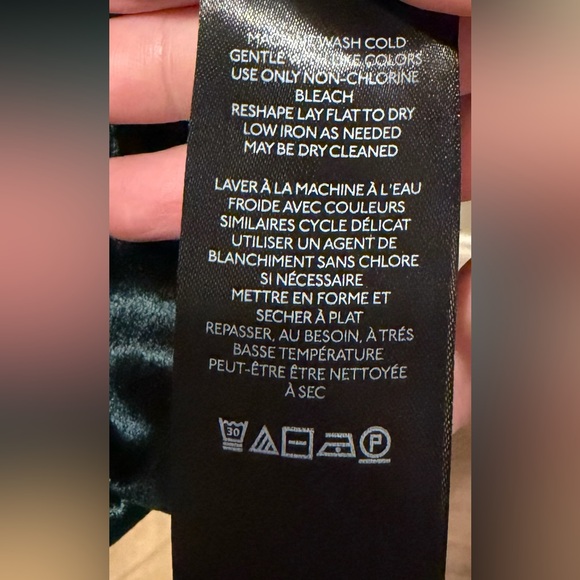 MACHINE WASH COLD
GENTLE WITH LIKE COLORS
USE ONLY NON-CHLORINE
BLEACH
RESHAPE LAY FLAT TO DRY
LOW IRON AS NEEDED
MAY BE DRY CLEANED
LAVER À LA MACHINE À L'EAU
FROIDE AVEC COULEURS
SIMILAIRES CYCLE DÉLICAT
UTILISER UN AGENT DE
BLANCHIMENT SANS CHLORE
SI NÉCESSAIRE
METTRE EN FORME ET
SECHER À PLAT
REPASSER, AU BESOIN, À TRÉS
BASSE TEMPÉRATURE
PEUT-ÊTRE ÊTRE NETTOYÉE
À SEC
30 P